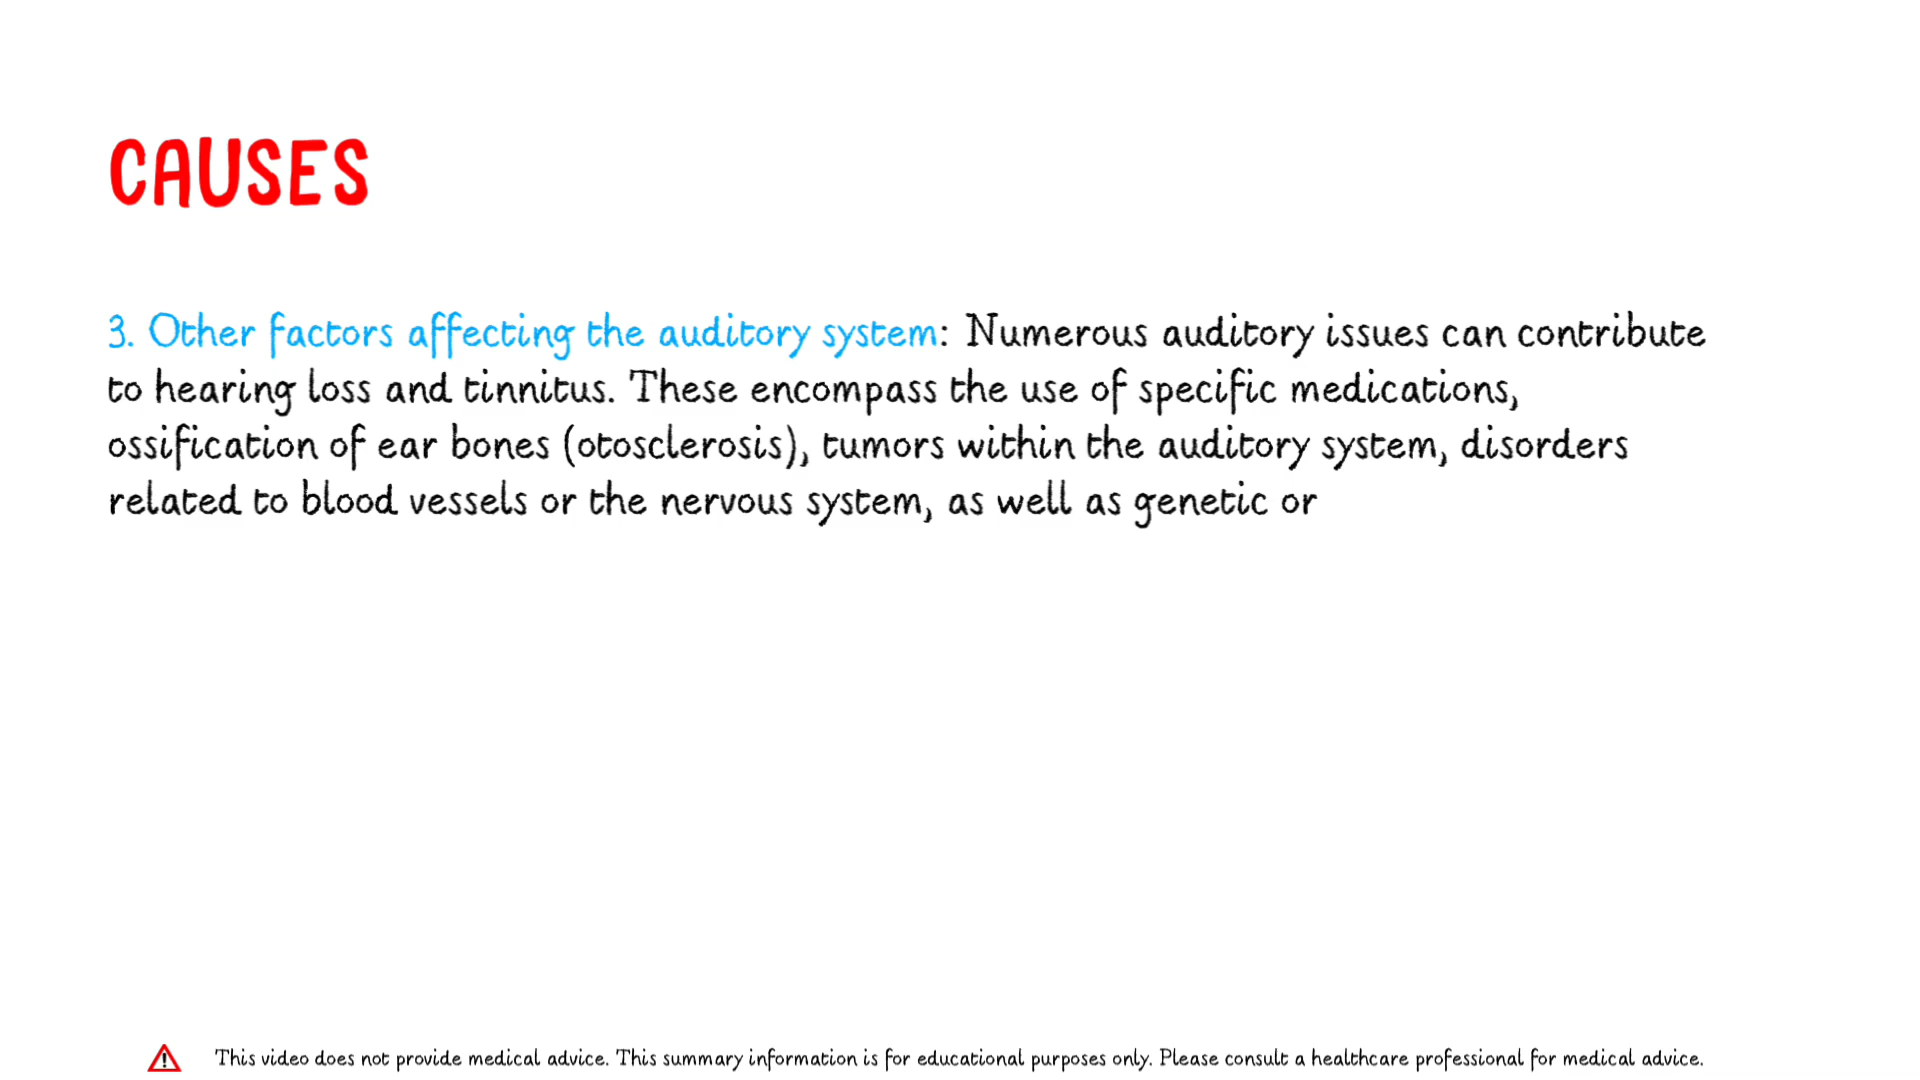 CAUSES
3. Other factors affecting the auditory system: Numerous auditory issues can contribute
to hearing loss and tinnitus. These encompass the use of specific medications,
ossification of ear bones (otosclerosis), tumors within the auditory system, disorders
related to blood vessels or the nervous system, as well as genetic or
This video does not provide medical advice. This summary information is for educational purposes only. Please consult a healthcare professional for medical advice.